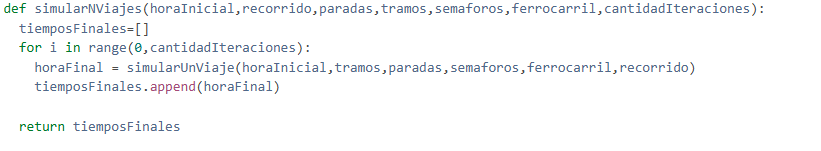 def simularNViajes(horaInicial,recorrido,paradas,tramos,semaforos,ferrocarril,cantidadIteraciones):
  tiemposFinales=[]
  for i in range(0,cantidadIteraciones):
    horaFinal = simularUnViaje(horaInicial,tramos,paradas,semaforos,ferrocarril,recorrido)
    tiemposFinales.append(horaFinal)
  return tiemposFinales